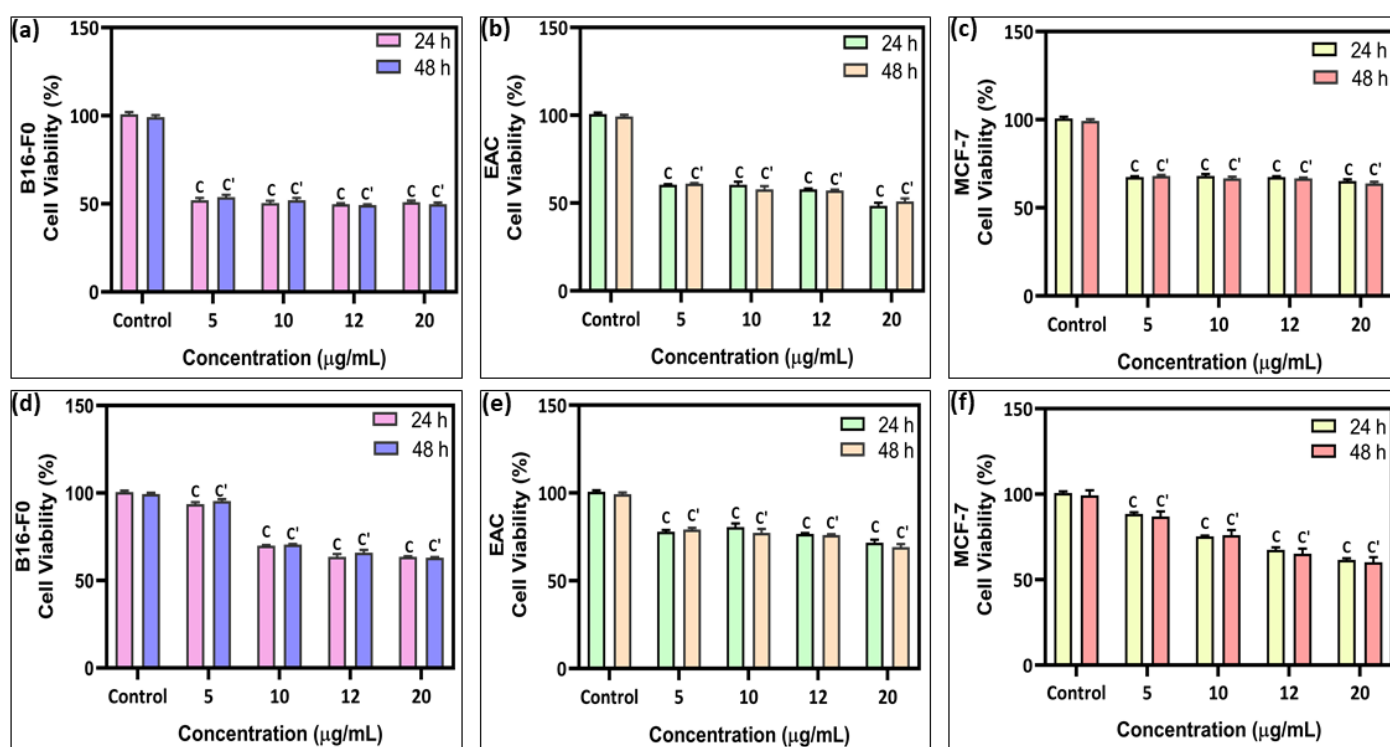 (a)
B16-F0
Cell Viability (%)
150
100
50
0
24 h
48 h
C C' C C' C C' C C'
Control 5 10 12 20
Concentration (µg/mL)
(b)
EAC
Cell Viability (%)
150
100
50
0
24 h
48 h
C C' C C' C C' C C'
Control 5 10 12 20
Concentration (µg/mL)
(c)
MCF-7
Cell Viability (%)
150
100
50
0
24 h
48 h
C C' C C' C C' C C'
Control 5 10 12 20
Concentration (µg/mL)
(d)
B16-F0
Cell Viability (%)
150
100
50
0
24 h
48 h
C C' C C' C C' C C'
Control 5 10 12 20
Concentration (µg/mL)
(e)
EAC
Cell Viability (%)
150
100
50
0
24 h
48 h
C C' C C' C C' C C'
Control 5 10 12 20
Concentration (µg/mL)
(f)
MCF-7
Cell Viability (%)
150
100
50
0
24 h
48 h
C C' C C' C C' C C'
Control 5 10 12 20
Concentration (µg/mL)